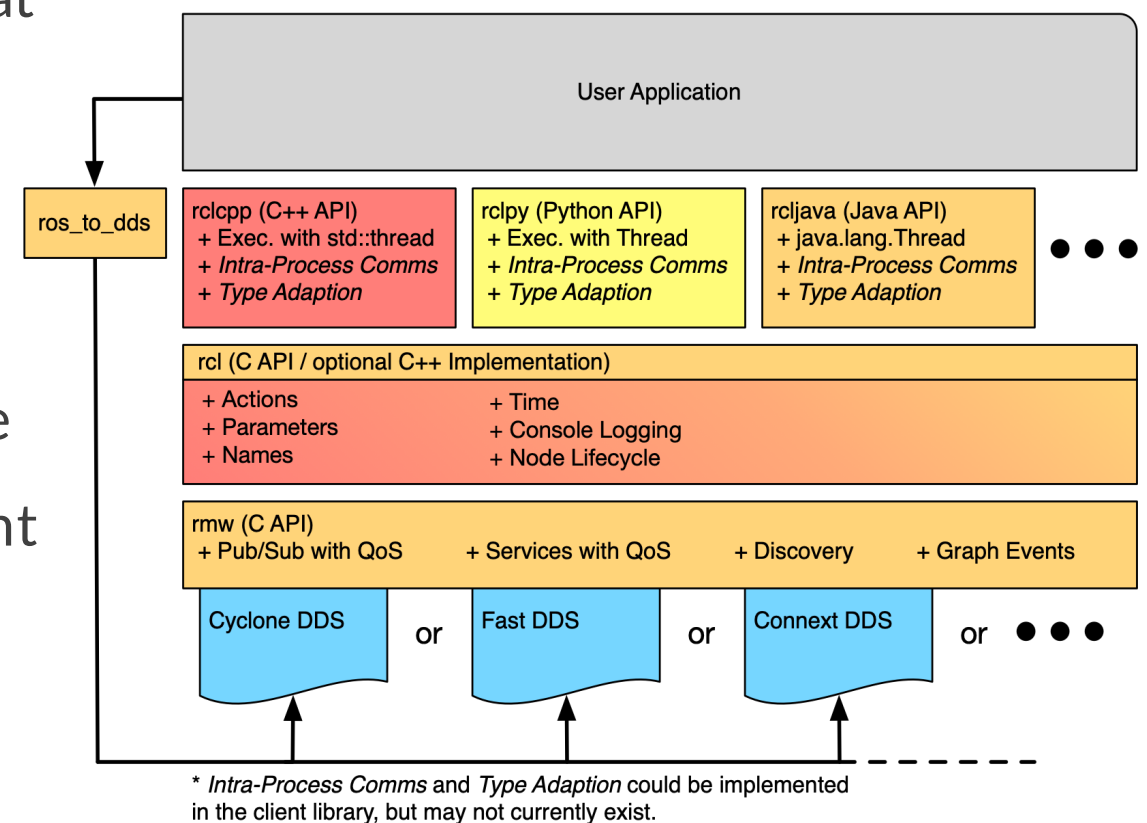 at
e
nt
User Application
ros_to_dds
rclcpp (C++ API)
+ Exec. with std::thread
+ Intra-Process Comms
+ Type Adaption
rclpy (Python API)
+ Exec. with Thread
+ Intra-Process Comms
+ Type Adaption
rcljava (Java API)
+ java.lang.Thread
+ Intra-Process Comms
+ Type Adaption
rcl (C API / optional C++ Implementation)
+ Actions
+ Parameters
+ Names
+ Time
+ Console Logging
+ Node Lifecycle
rmw (C API)
+ Pub/Sub with QoS
+ Services with QoS
+ Discovery
+ Graph Events
Cyclone DDS
or
Fast DDS
or
Connext DDS
or
* Intra-Process Comms and Type Adaption could be implemented
in the client library, but may not currently exist.